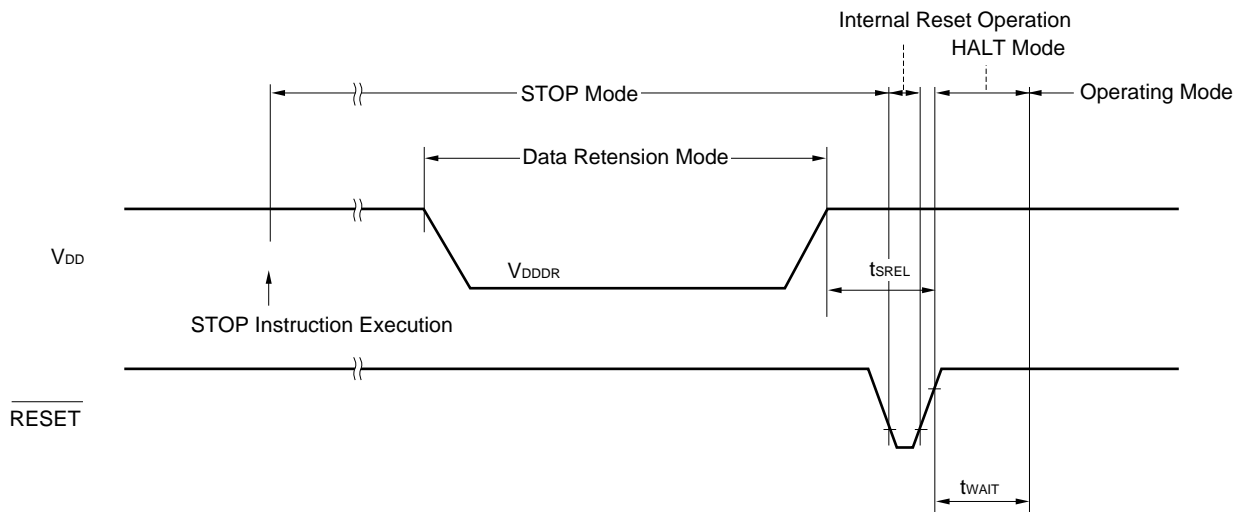 Internal Reset Operation
HALT Mode
STOP Mode
Operating Mode
Data Retension Mode
VDD
VDDDR
tSREL
STOP Instruction Execution
RESET
tWAIT